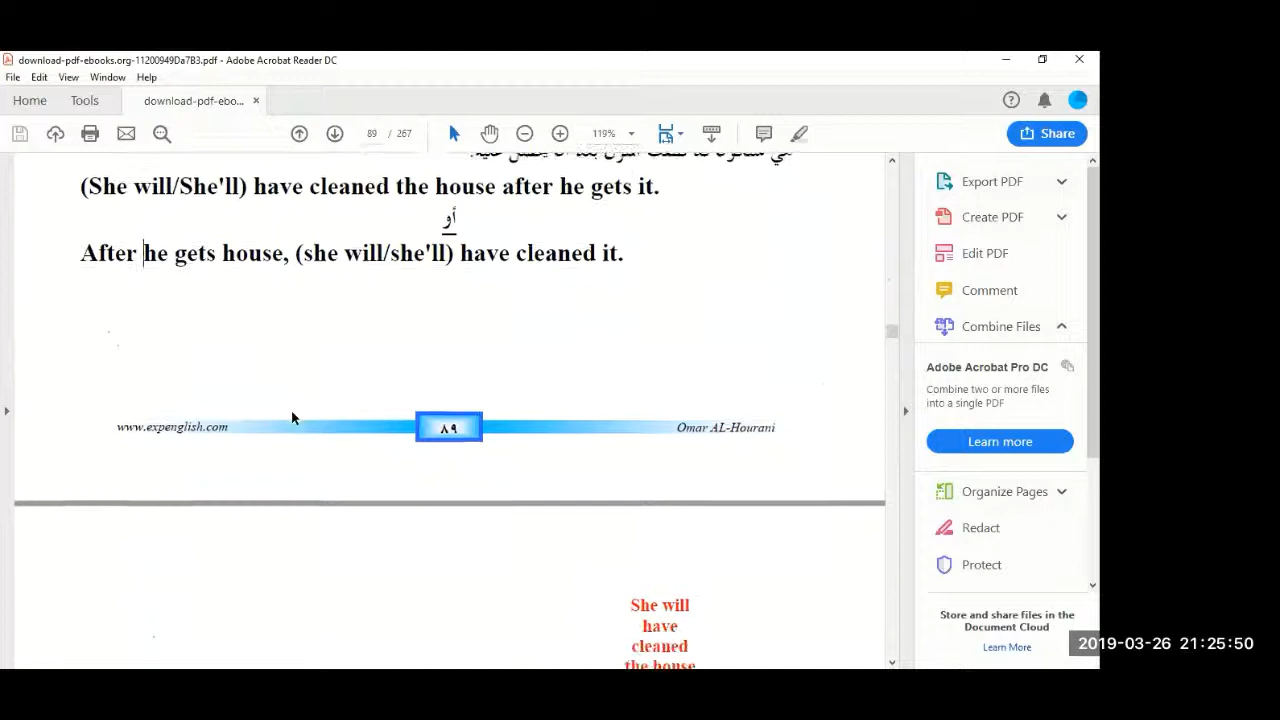 download-pdf-ebooks.org-11200949Da7B3.pdf - Adobe Acrobat Reader DC
File Edit View Window Help
Home Tools download-pdf-ebo... ×
89 / 267 119% Share
(She will/She'll) have cleaned the house after he gets it.
أو
After he gets house, (she will/she'll) have cleaned it.
www.expenglish.com ٨٩ Omar AL-Hourani
She will
have
cleaned
the house
Export PDF
Create PDF
Edit PDF
Comment
Combine Files
Adobe Acrobat Pro DC
Combine two or more files
into a single PDF
Learn more
Organize Pages
Redact
Protect
Store and share files in the
Document Cloud
Learn More
2019-03-26 21:25:50